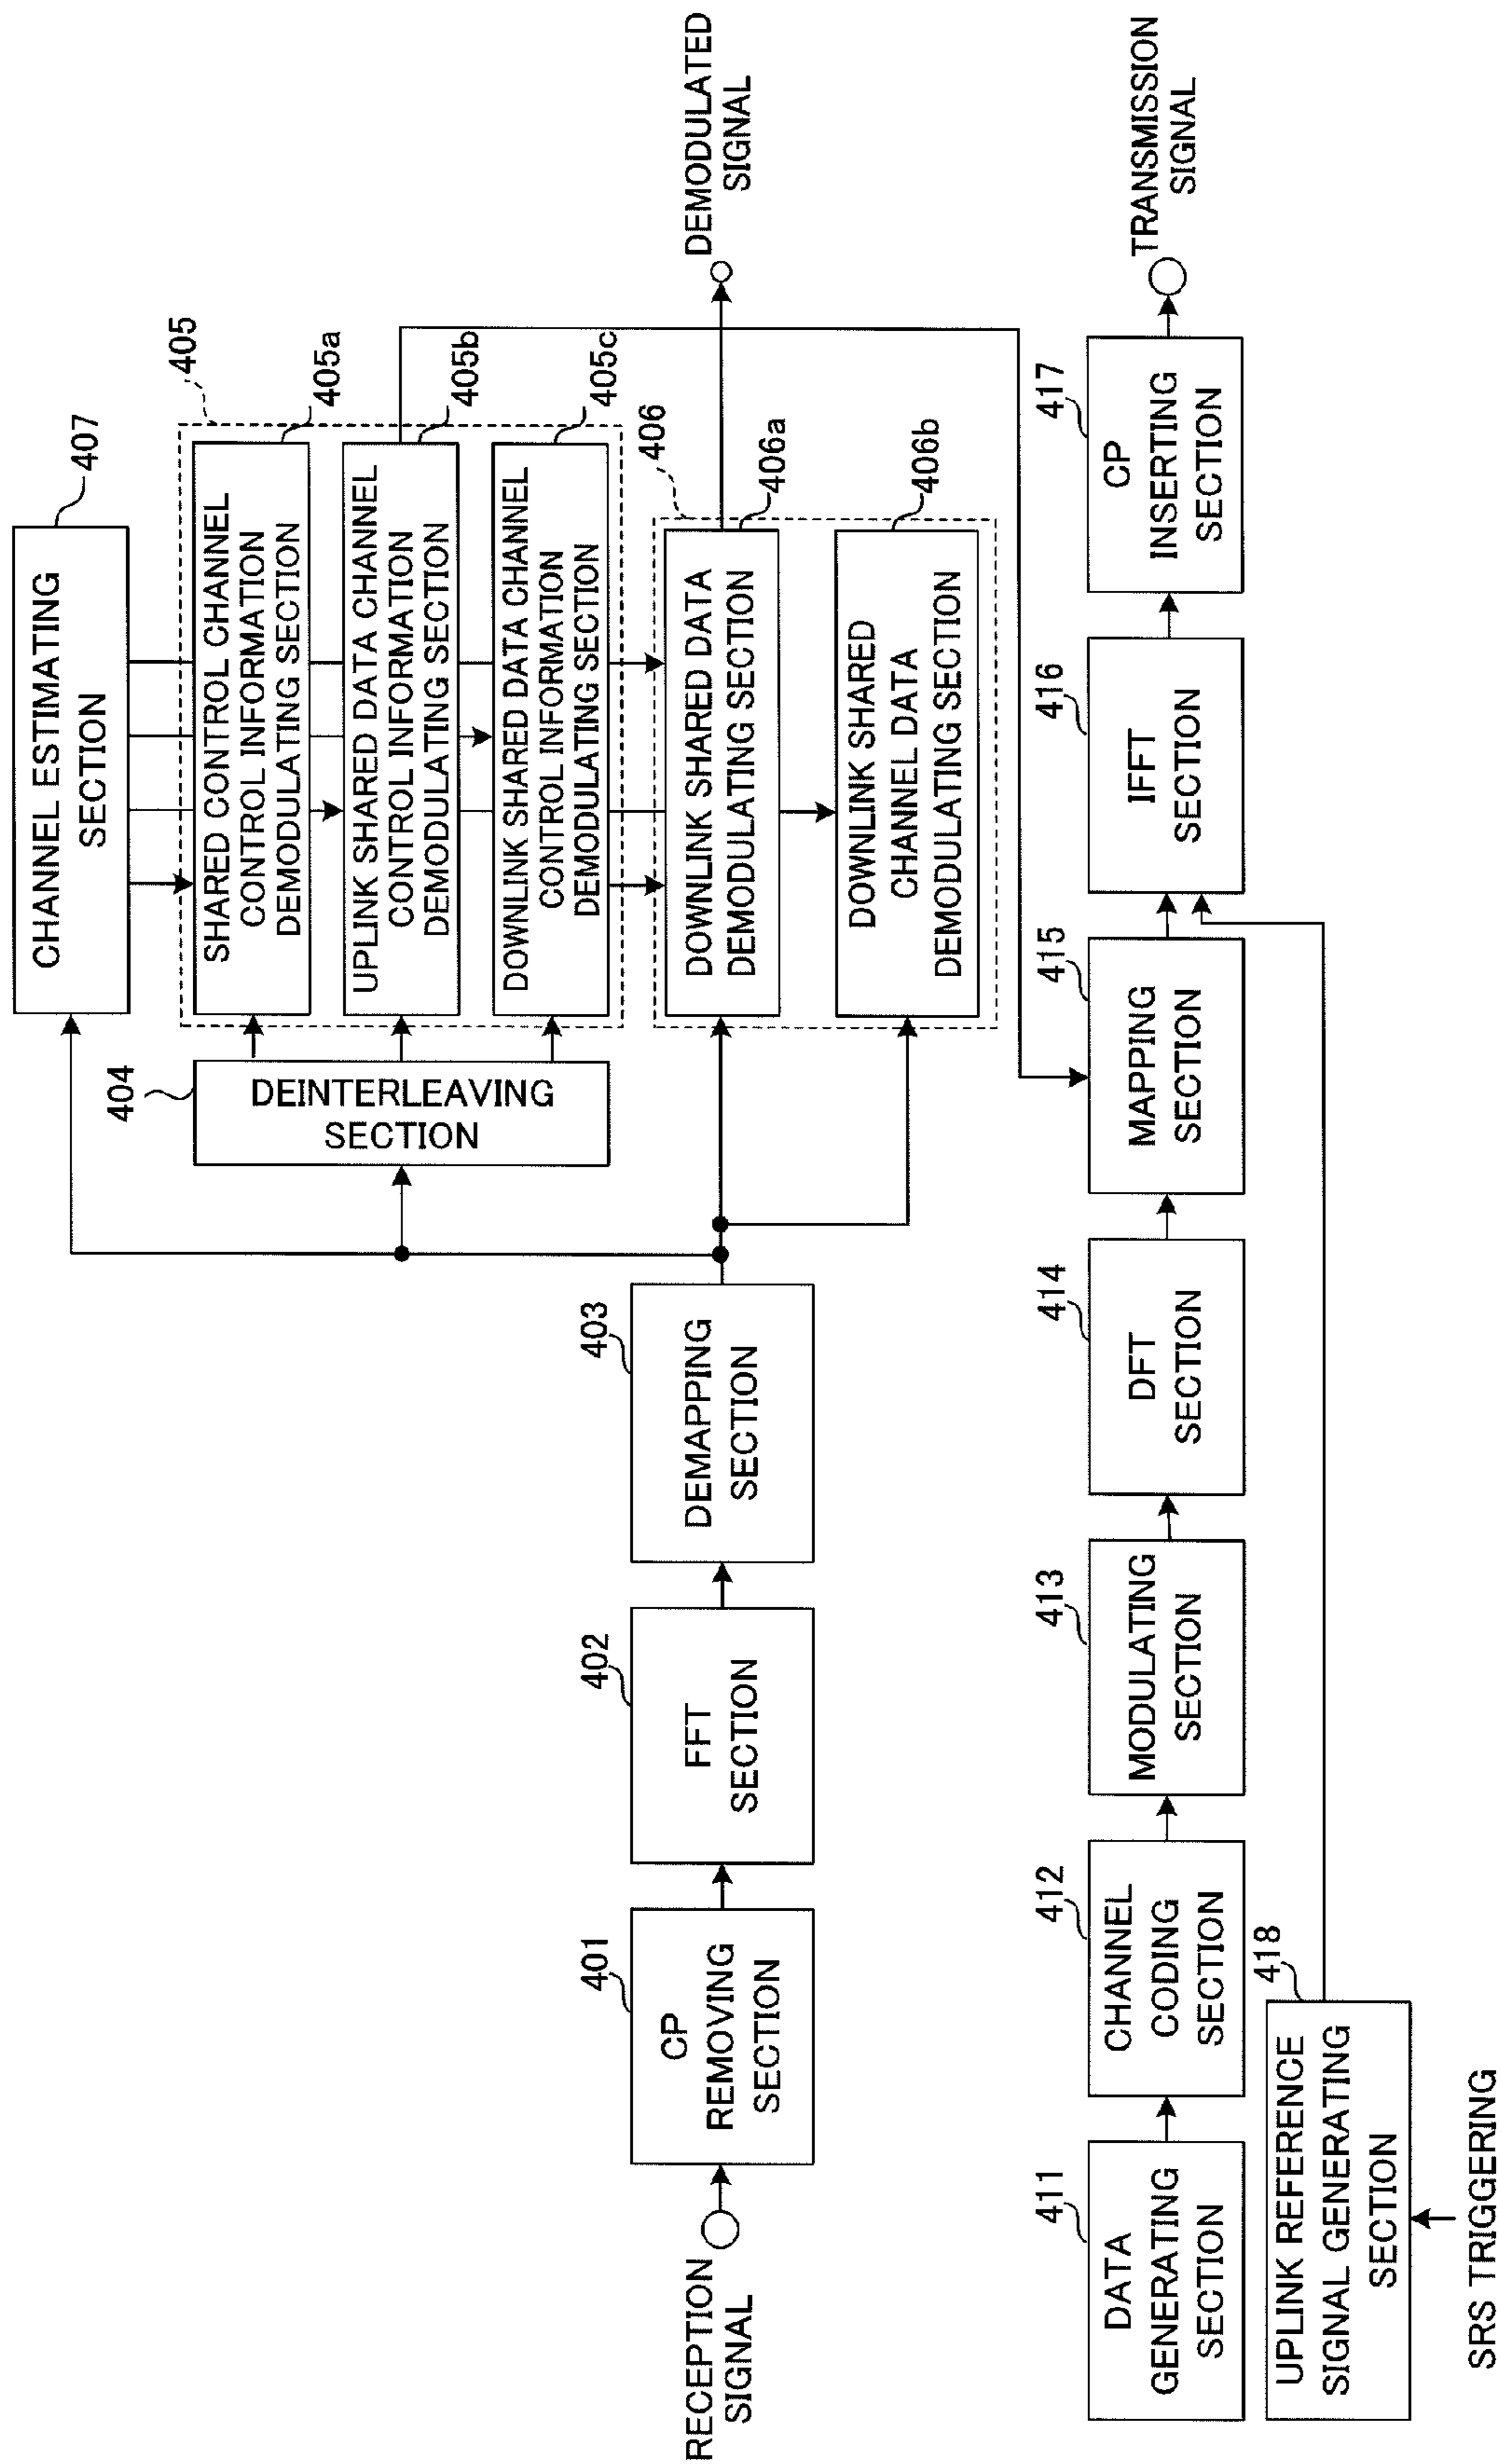 RECEPTION
SIGNAL
401
CP
REMOVING
SECTION
402
FFT
SECTION
403
DEMAPPING
SECTION
404
DEINTERLEAVING
SECTION
407
CHANNEL ESTIMATING
SECTION
405
405a
SHARED CONTROL CHANNEL
CONTROL INFORMATION
DEMODULATING SECTION
405b
UPLINK SHARED DATA CHANNEL
CONTROL INFORMATION
DEMODULATING SECTION
405c
DOWNLINK SHARED DATA CHANNEL
CONTROL INFORMATION
DEMODULATING SECTION
406
406a
DOWNLINK SHARED DATA
DEMODULATING SECTION
406b
DOWNLINK SHARED
CHANNEL DATA
DEMODULATING SECTION
DEMODULATED
SIGNAL
411
DATA
GENERATING
SECTION
412
CHANNEL
CODING
SECTION
413
MODULATING
SECTION
414
DFT
SECTION
415
MAPPING
SECTION
416
IFFT
SECTION
417
CP
INSERTING
SECTION
TRANSMISSION
SIGNAL
418
UPLINK REFERENCE
SIGNAL GENERATING
SECTION
SRS TRIGGERING